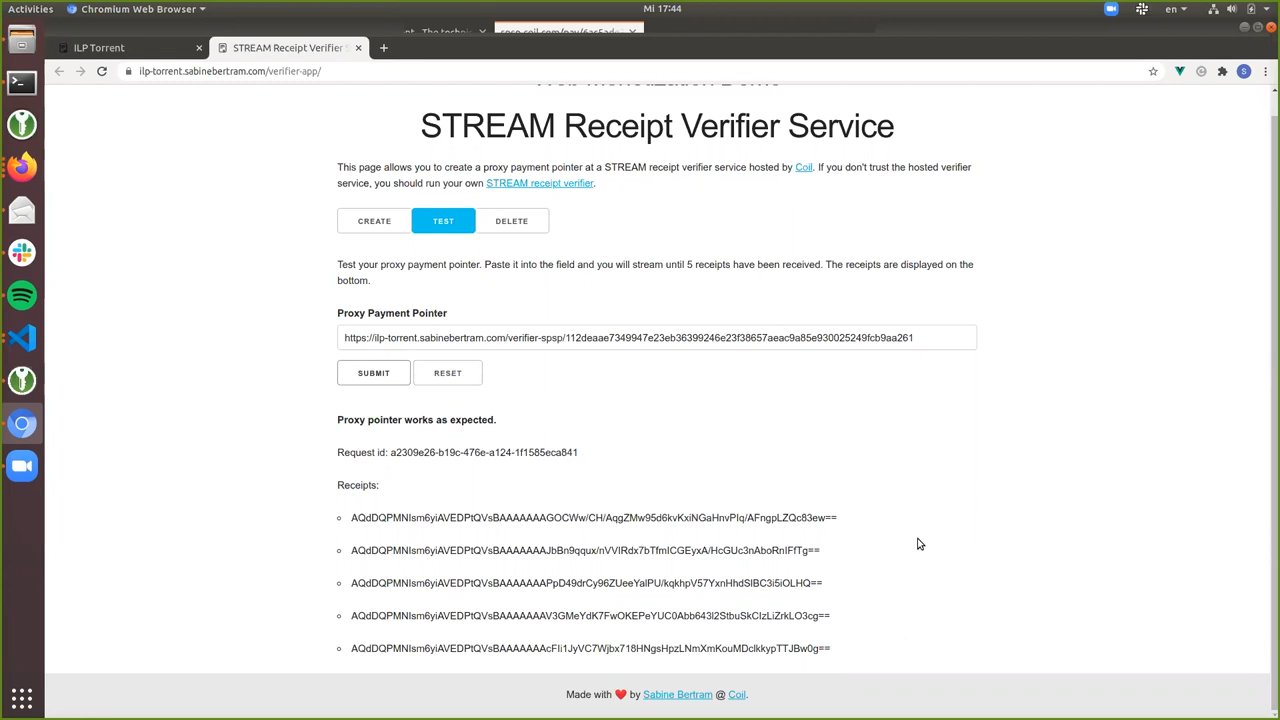 Activities
Chromium Web Browser
Mi 17:44
en
ILP Torrent
STREAM Receipt Verifier
ilp-torrent.sabinebertram.com/verifier-app/
S
STREAM Receipt Verifier Service
This page allows you to create a proxy payment pointer at a STREAM receipt verifier service hosted by Coil. If you don't trust the hosted verifier
service, you should run your own STREAM receipt verifier.
CREATE
TEST
DELETE
Test your proxy payment pointer. Paste it into the field and you will stream until 5 receipts have been received. The receipts are displayed on the
bottom.
Proxy Payment Pointer
https://ilp-torrent.sabinebertram.com/verifier-spsp/112deaae7349947e23eb36399246e23f38657aeac9a85e930025249fcb9aa261
SUBMIT
RESET
Proxy pointer works as expected.
Request id: a2309e26-b19c-476e-a124-1f1585eca841
Receipts:
AQdDQPMNIsm6yiAVEDPtQVsBAAAAAAAGOCWw/CH/AqgZMw95d6kvKxiNGaHnvPIq/AFngpLZQc83ew==
AQdDQPMNIsm6yiAVEDPtQVsBAAAAAAAJbBn9qqux/nVVIRdx7bTfmICGEyxA/HcGUc3nAboRnIFfTg==
AQdDQPMNIsm6yiAVEDPtQVsBAAAAAAAPpD49drCy96ZUeeYalPU/kqkhpV57YxnHhdSlBC3i5iOLHQ==
AQdDQPMNIsm6yiAVEDPtQVsBAAAAAAAV3GMeYdK7FwOKEPeYUC0Abb643l2StbuSkCIzLiZrkLO3cg==
AQdDQPMNIsm6yiAVEDPtQVsBAAAAAAAcFIi1JyVC7Wjbx718HNgsHpzLNmXmKouMDclkkypTTJBw0g==
Made with ❤️ by Sabine Bertram @ Coil.